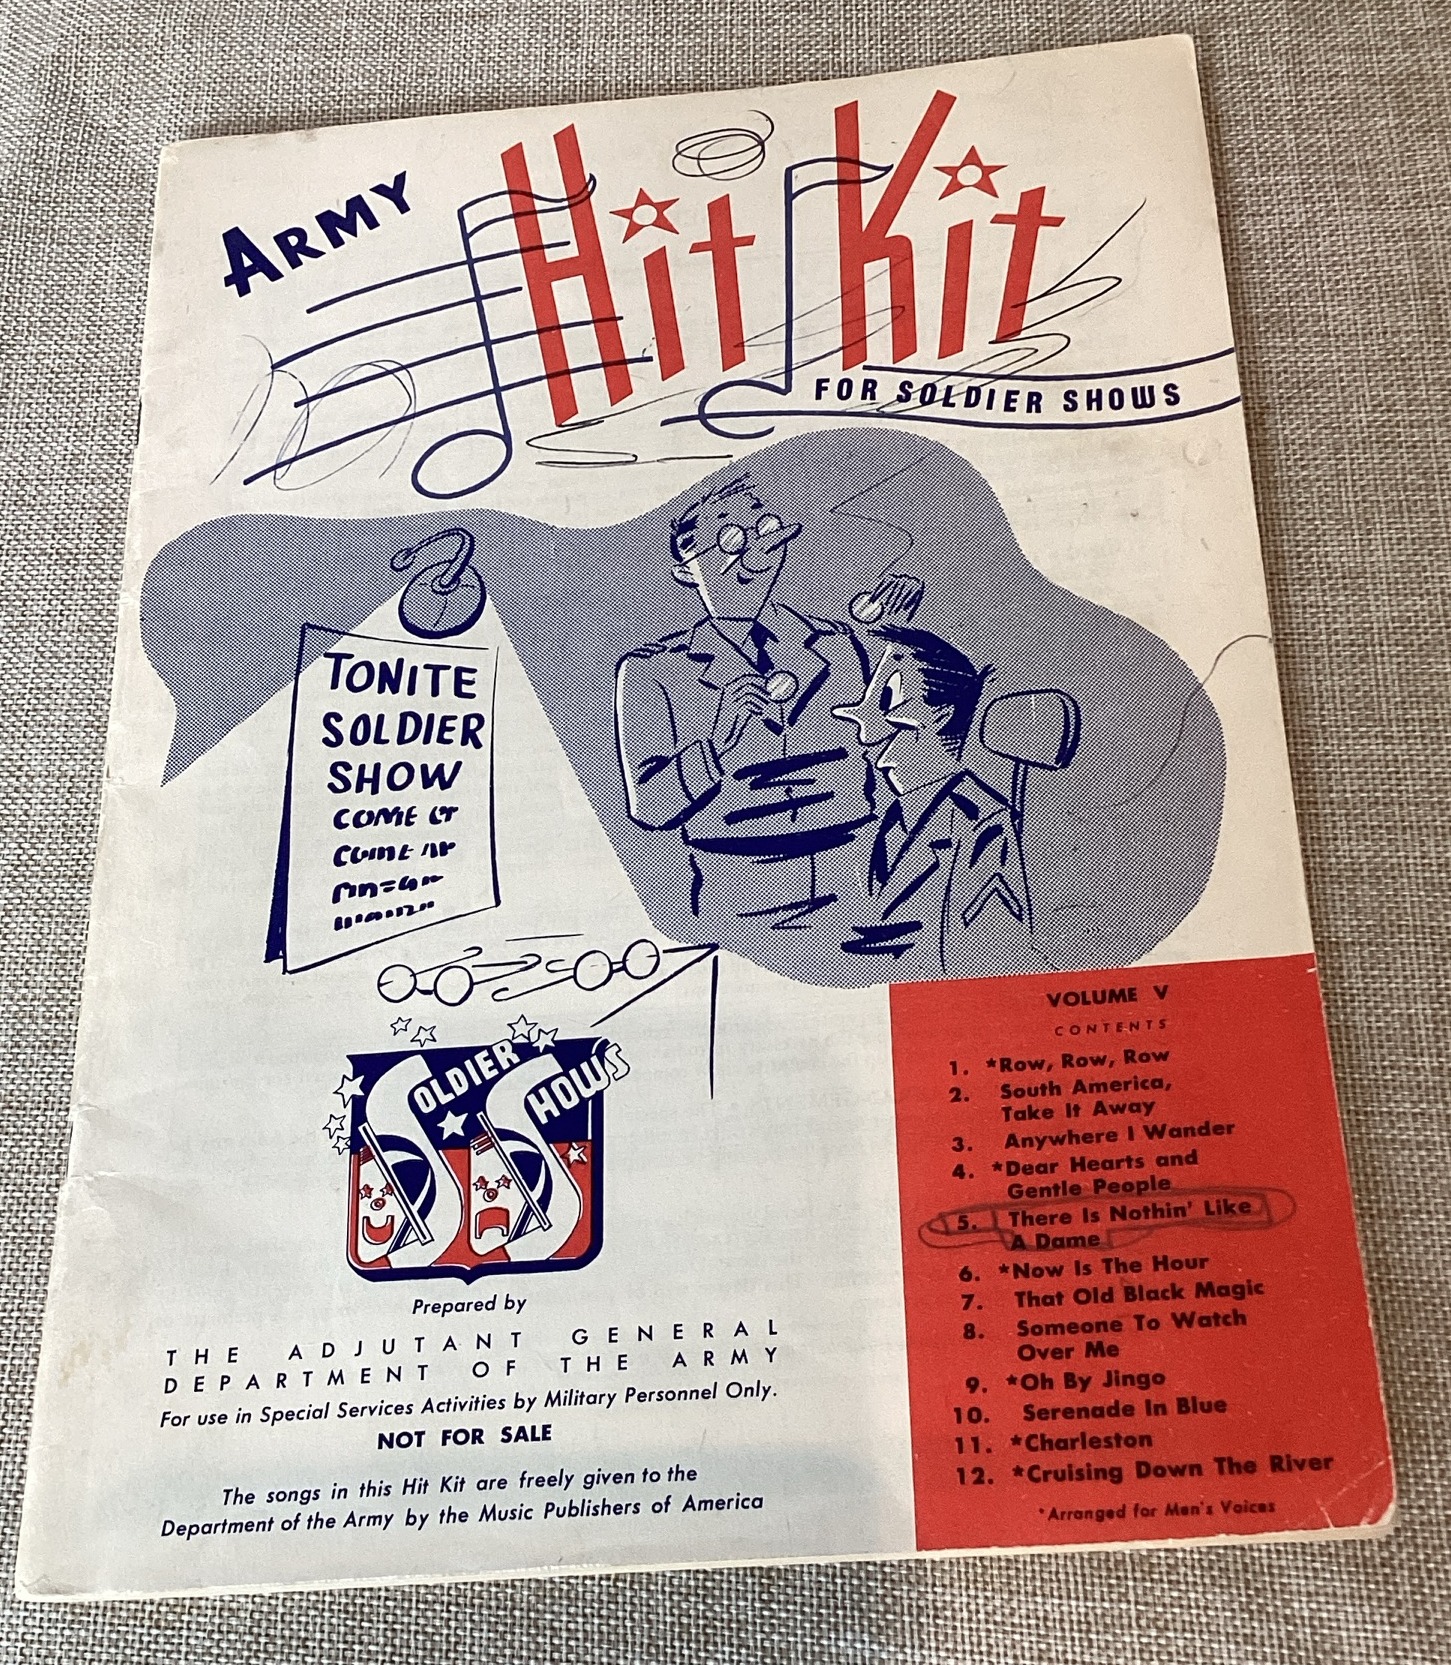 ARMY
Hit Kit
FOR SOLDIER SHOWS
TONITE
SOLDIER
SHOW
SOLDIER
SHOWS
Prepared by
THE ADJUTANT GENERAL
DEPARTMENT OF THE ARMY
For use in Special Services Activities by Military Personnel Only.
NOT FOR SALE
The songs in this Hit Kit are freely given to the
Department of the Army by the Music Publishers of America
VOLUME V
CONTENTS
1. *Row, Row, Row
2. South America,
Take It Away
3. Anywhere I Wander
4. *Dear Hearts and
Gentle People
5. There Is Nothin' Like
A Dame
6. *Now Is The Hour
7. That Old Black Magic
8. Someone To Watch
Over Me
9. *Oh By Jingo
10. Serenade In Blue
11. *Charleston
12. *Cruising Down The River
*Arranged for Men's Voices